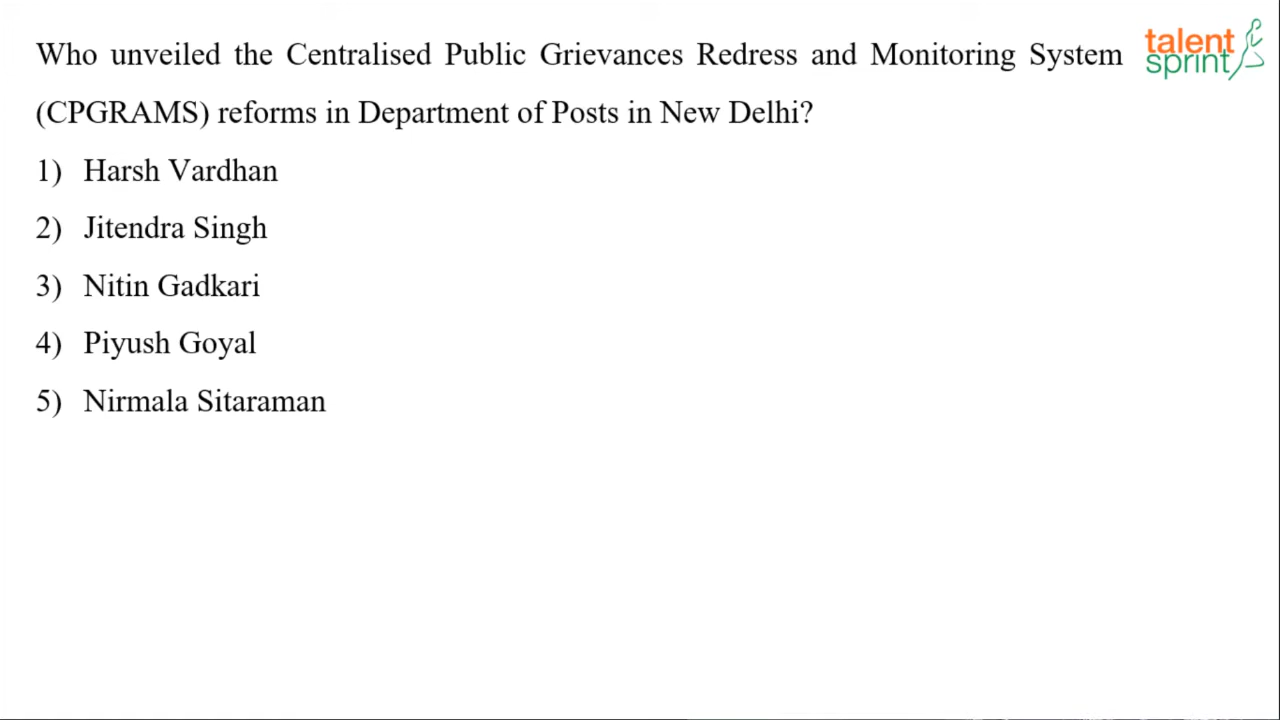 Who unveiled the Centralised Public Grievances Redress and Monitoring System
(CPGRAMS) reforms in Department of Posts in New Delhi?
1) Harsh Vardhan
2) Jitendra Singh
3) Nitin Gadkari
4) Piyush Goyal
5) Nirmala Sitaraman
talent
sprint